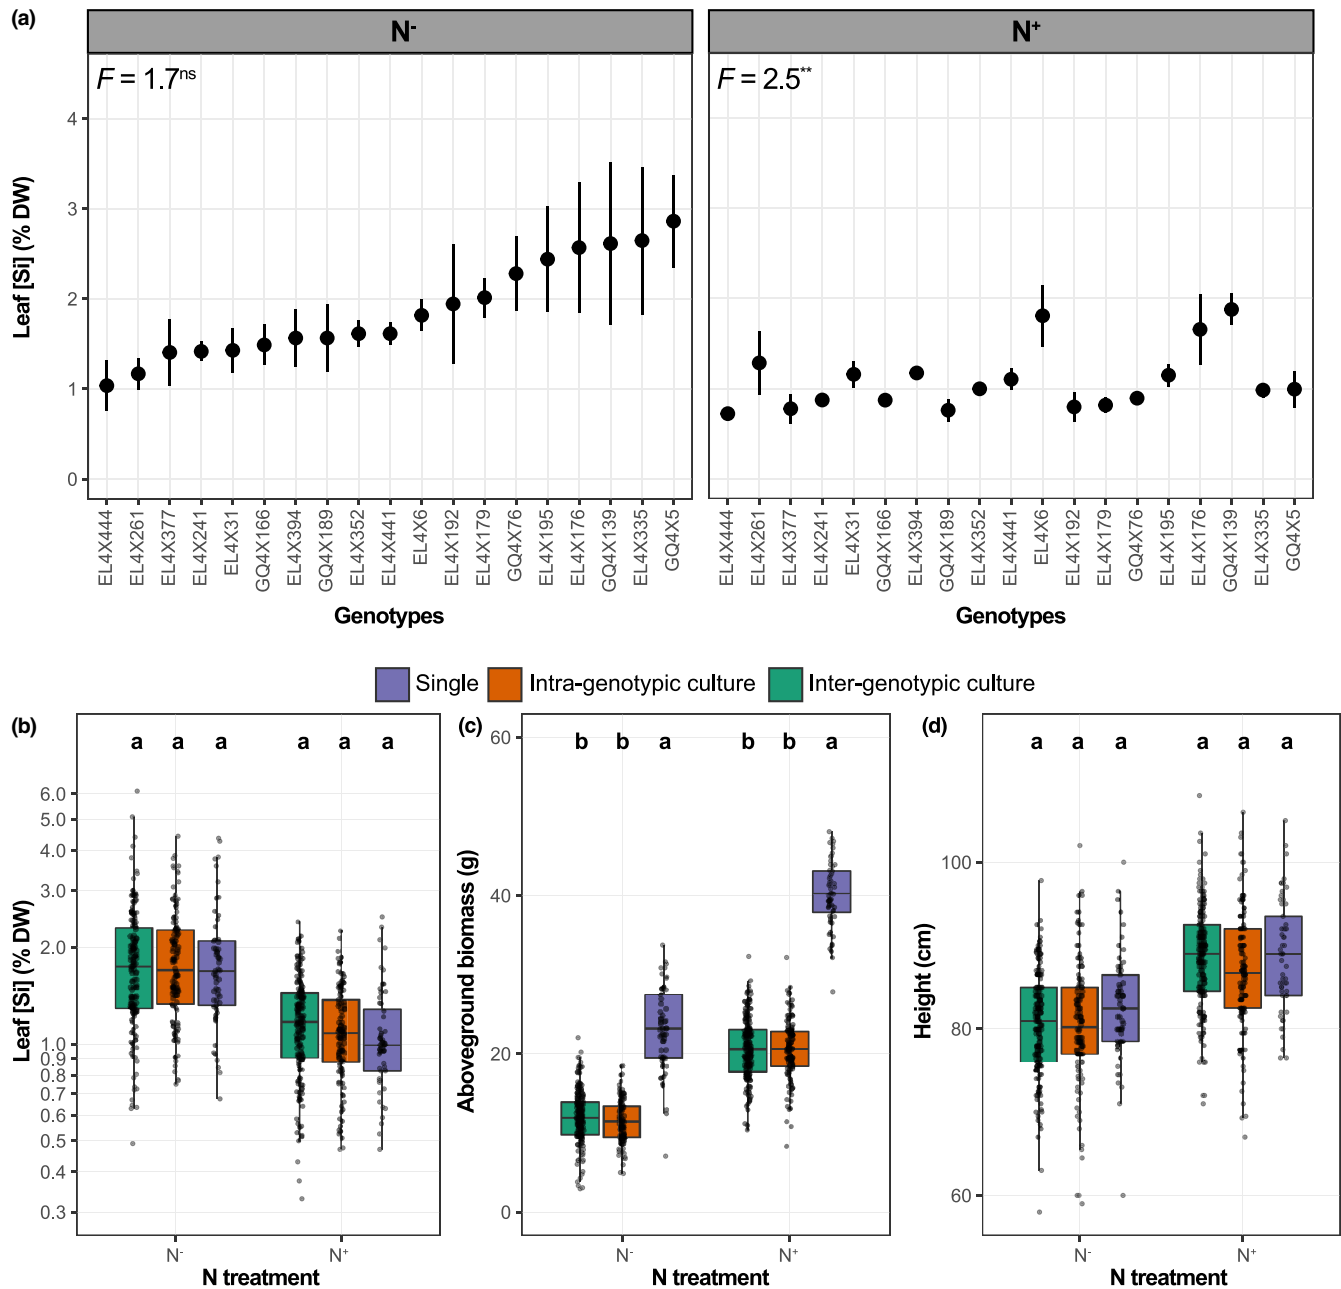 (a)
N-
N+
F = 1.7ns
F = 2.5**
Leaf [Si] (% DW)
4
3
2
1
0
EL4X444
EL4X261
EL4X377
EL4X241
EL4X31
GQ4X166
EL4X394
GQ4X189
EL4X352
EL4X441
EL4X6
EL4X192
EL4X179
GQ4X76
EL4X195
EL4X176
GQ4X139
EL4X335
GQ4X5
Genotypes
EL4X444
EL4X261
EL4X377
EL4X241
EL4X31
GQ4X166
EL4X394
GQ4X189
EL4X352
EL4X441
EL4X6
EL4X192
EL4X179
GQ4X76
EL4X195
EL4X176
GQ4X139
EL4X335
GQ4X5
Genotypes
Single Intra-genotypic culture Inter-genotypic culture
(b)
a a a a a a
Leaf [Si] (% DW)
6.0
5.0
4.0
3.0
2.0
1.0
0.9
0.8
0.7
0.6
0.5
0.4
0.3
N- N+
N treatment
(c)
b b a b b a
Aboveground biomass (g)
60
40
20
0
N- N+
N treatment
(d)
a a a a a a
Height (cm)
100
80
60
N- N+
N treatment